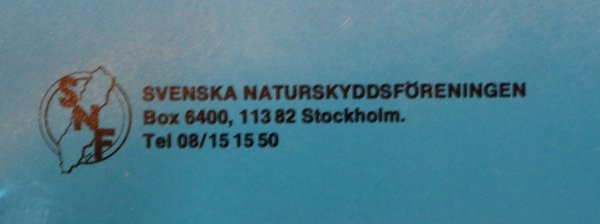 SNF
SVENSKA NATURSKYDDSFÖRENINGEN
Box 6400, 113 82 Stockholm.
Tel 08/15 15 50